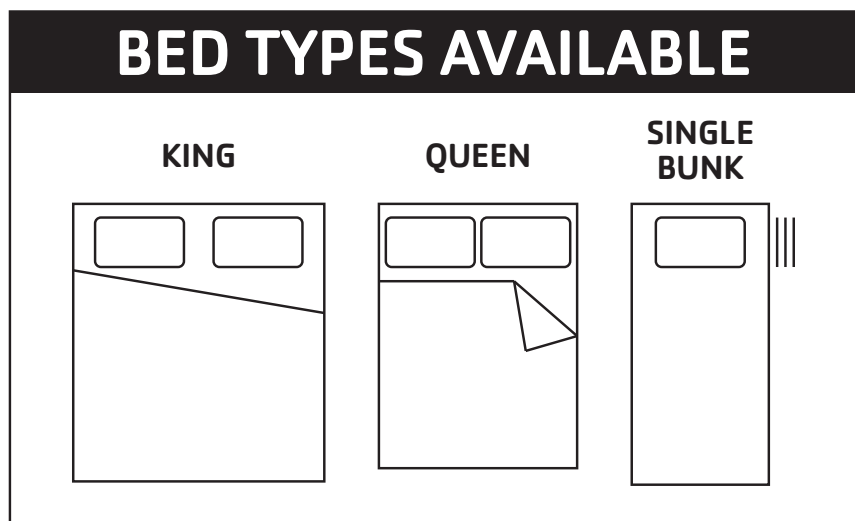 BED TYPES AVAILABLE
KING
QUEEN
SINGLE
BUNK